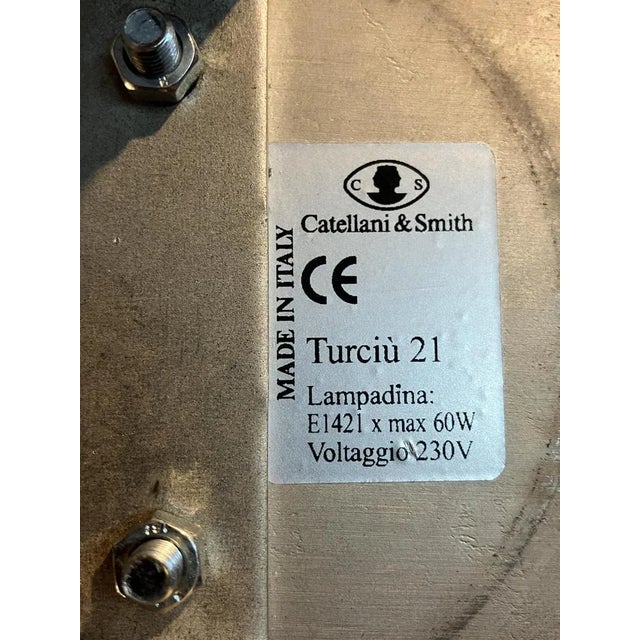 C S
Catellani & Smith
MADE IN ITALY
CE
Turciù 21
Lampadina:
E1421 x max 60W
Voltaggio 230V